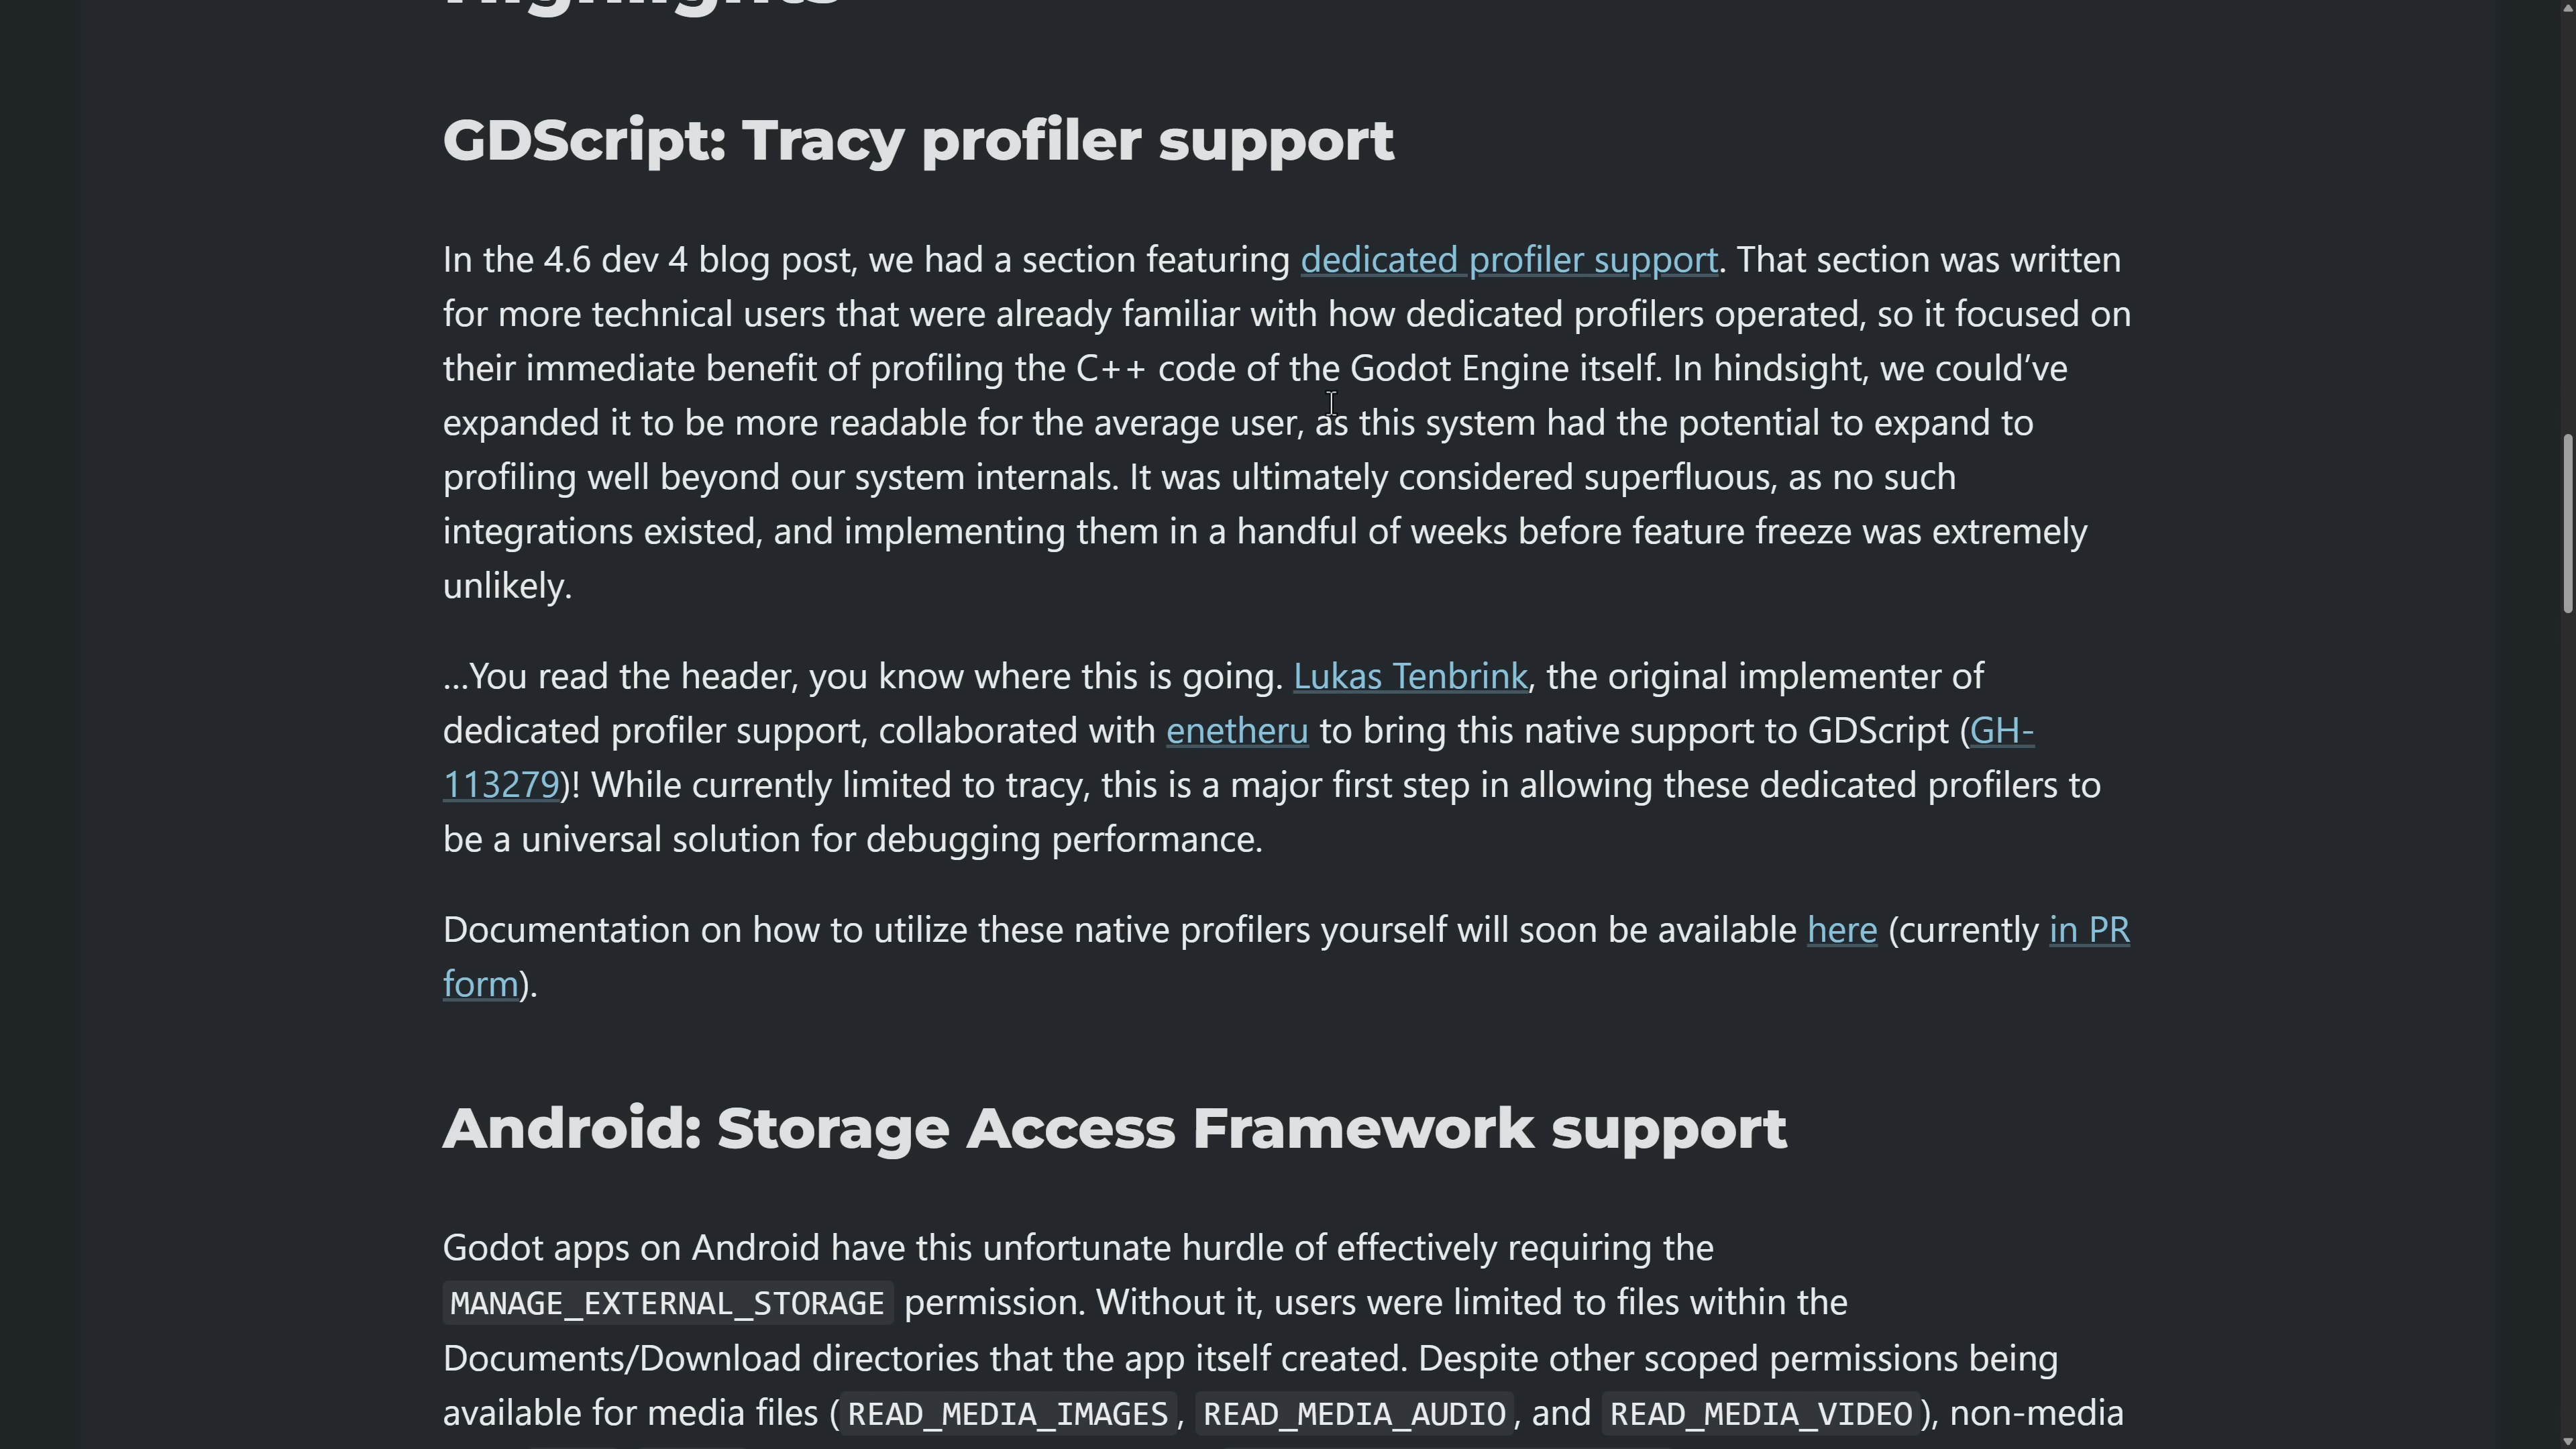 Highlights
GDScript: Tracy profiler support
In the 4.6 dev 4 blog post, we had a section featuring dedicated profiler support. That section was written
for more technical users that were already familiar with how dedicated profilers operated, so it focused on
their immediate benefit of profiling the C++ code of the Godot Engine itself. In hindsight, we could’ve
expanded it to be more readable for the average user, as this system had the potential to expand to
profiling well beyond our system internals. It was ultimately considered superfluous, as no such
integrations existed, and implementing them in a handful of weeks before feature freeze was extremely
unlikely.
…You read the header, you know where this is going. Lukas Tenbrink, the original implementer of
dedicated profiler support, collaborated with enetheru to bring this native support to GDScript (GH-
113279)! While currently limited to tracy, this is a major first step in allowing these dedicated profilers to
be a universal solution for debugging performance.
Documentation on how to utilize these native profilers yourself will soon be available here (currently in PR
form).
Android: Storage Access Framework support
Godot apps on Android have this unfortunate hurdle of effectively requiring the
MANAGE_EXTERNAL_STORAGE permission. Without it, users were limited to files within the
Documents/Download directories that the app itself created. Despite other scoped permissions being
available for media files (READ_MEDIA_IMAGES, READ_MEDIA_AUDIO, and READ_MEDIA_VIDEO), non-media